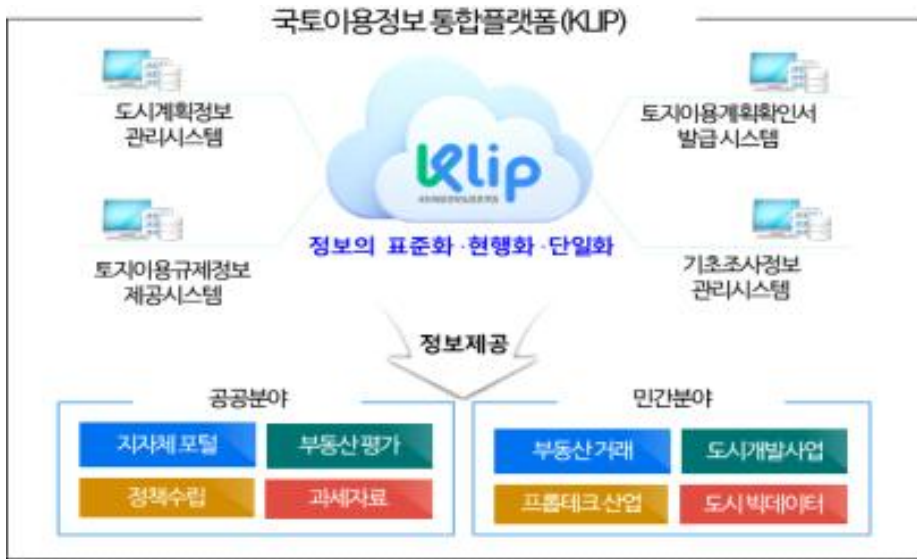 국토이용정보 통합플랫폼(KLIP)
도시계획정보
관리시스템
토지이용계획확인서
발급 시스템
Klip
토지이용규제정보
제공시스템
정보의 표준화·현행화·단일화
기초조사정보
관리시스템
정보제공
공공분야
지자체 포털
부동산 평가
정책수립
과세자료
민간분야
부동산 거래
도시개발사업
프롭테크 산업
도시 빅데이터